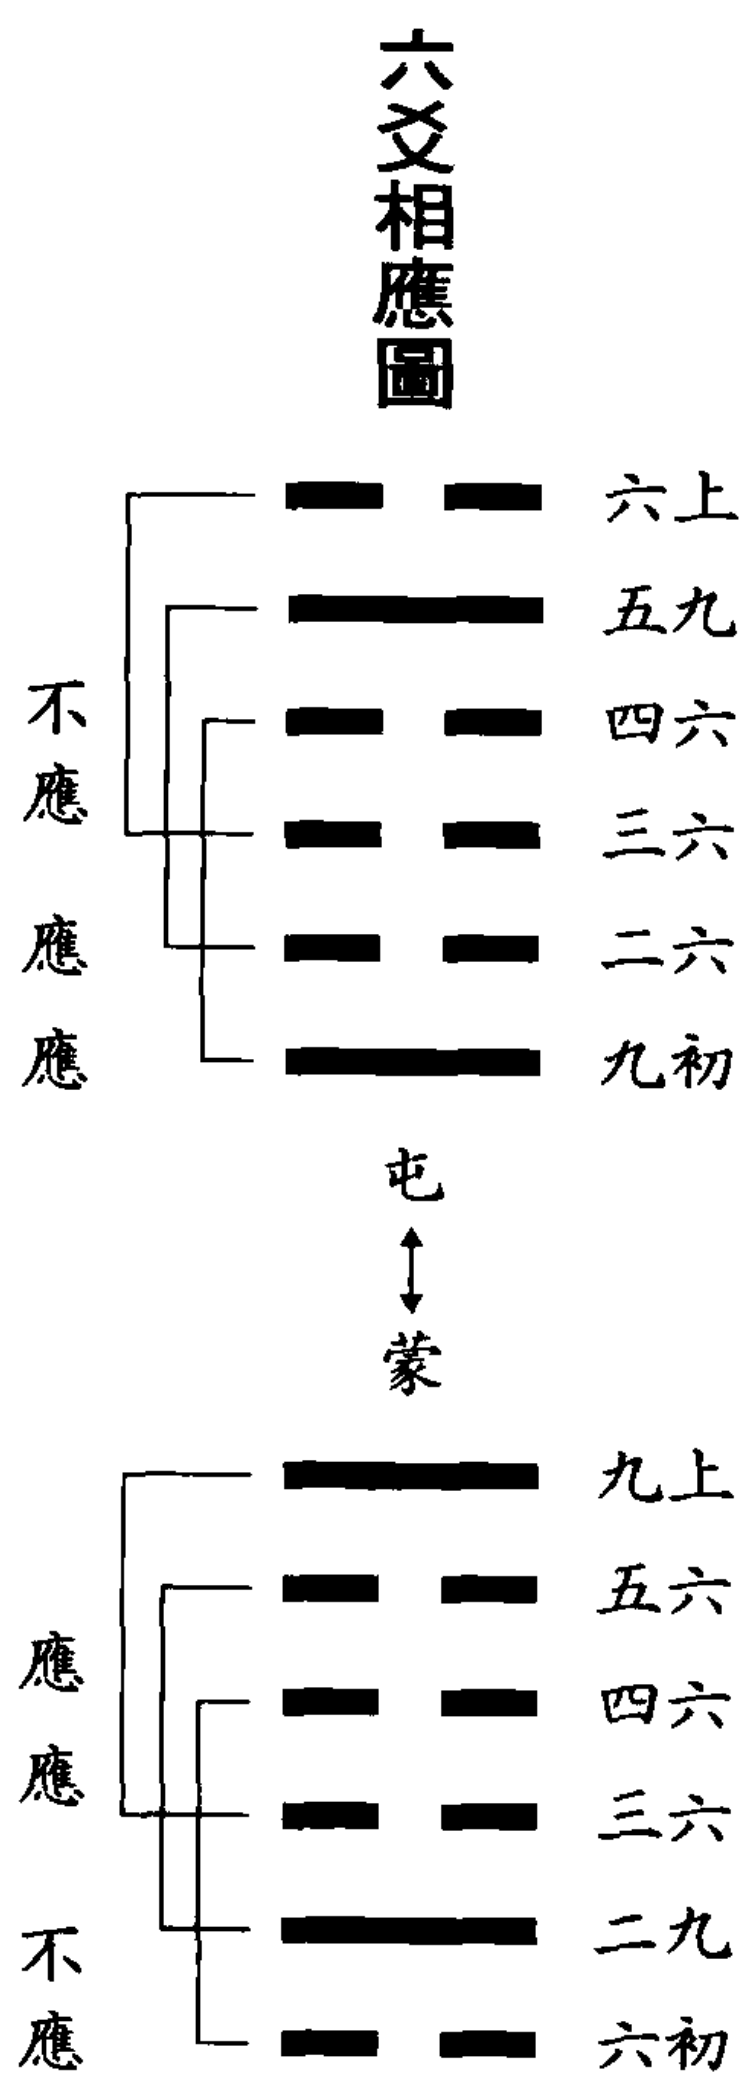 六爻相應圖
上六
九五
六四
六三
六二
初九
不應
應
應
屯
蒙
上九
六五
六四
六三
九二
初六
應
應
不應